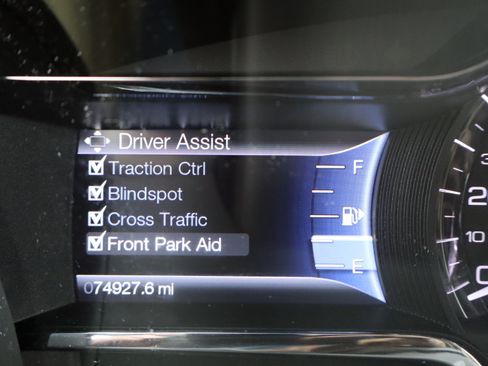 Driver Assist
Traction Ctrl
F
Blindspot
Cross Traffic
Front Park Aid
E
074927.6 mi